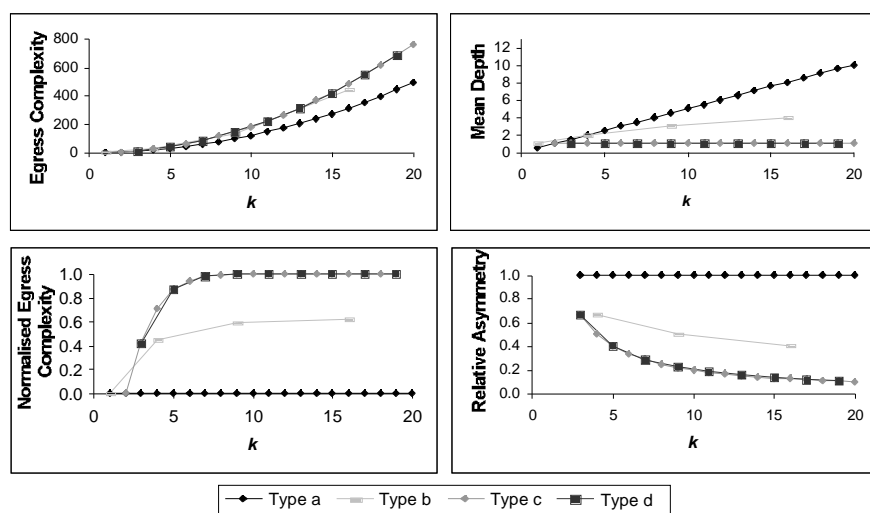 Egress Complexity
800
600
400
200
0
0 5 10 15 20
k
Mean Depth
12
10
8
6
4
2
0
0 5 10 15 20
k
Normalised Egress
Complexity
1.0
0.8
0.6
0.4
0.2
0.0
0 5 10 15 20
k
Relative Asymmetry
1.0
0.8
0.6
0.4
0.2
0.0
0 5 10 15 20
k
Type a Type b Type c Type d